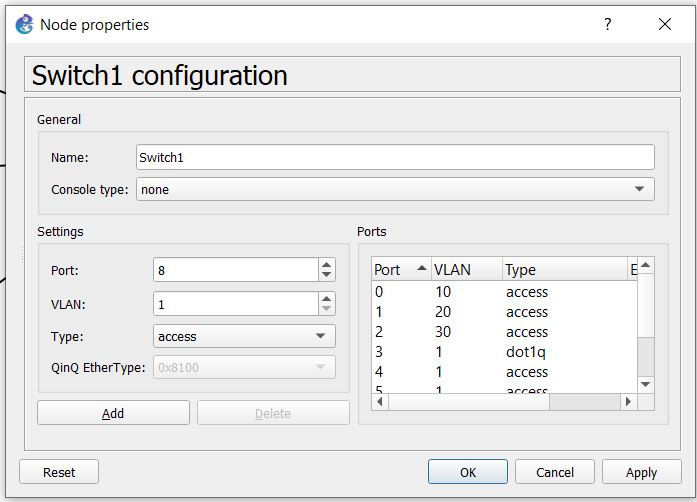 Node properties
?
Switch1 configuration
General
Name: Switch1
Console type: none
Settings
Port: 8
VLAN: 1
Type: access
QinQ EtherType: 0x8100
Add Delete
Ports
Port VLAN Type E
0 10 access
1 20 access
2 30 access
3 1 dot1q
4 1 access
5 1 access
Reset OK Cancel Apply